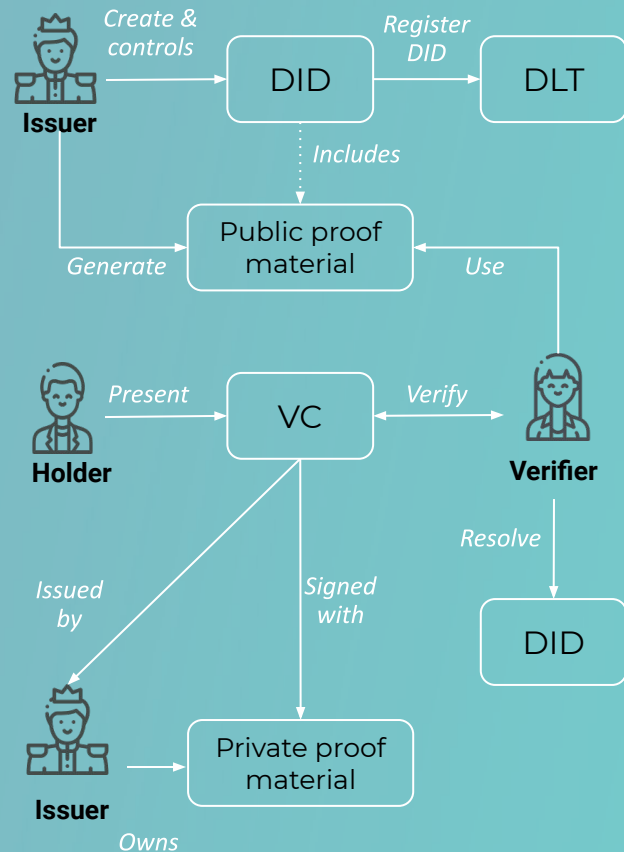 Create &
controls
Register
DID
DID
DLT
Issuer
Includes
Public proof
material
Generate
Use
Present
VC
Verify
Holder
Verifier
Resolve
Issued
by
Signed
with
DID
Private proof
material
Issuer
Owns